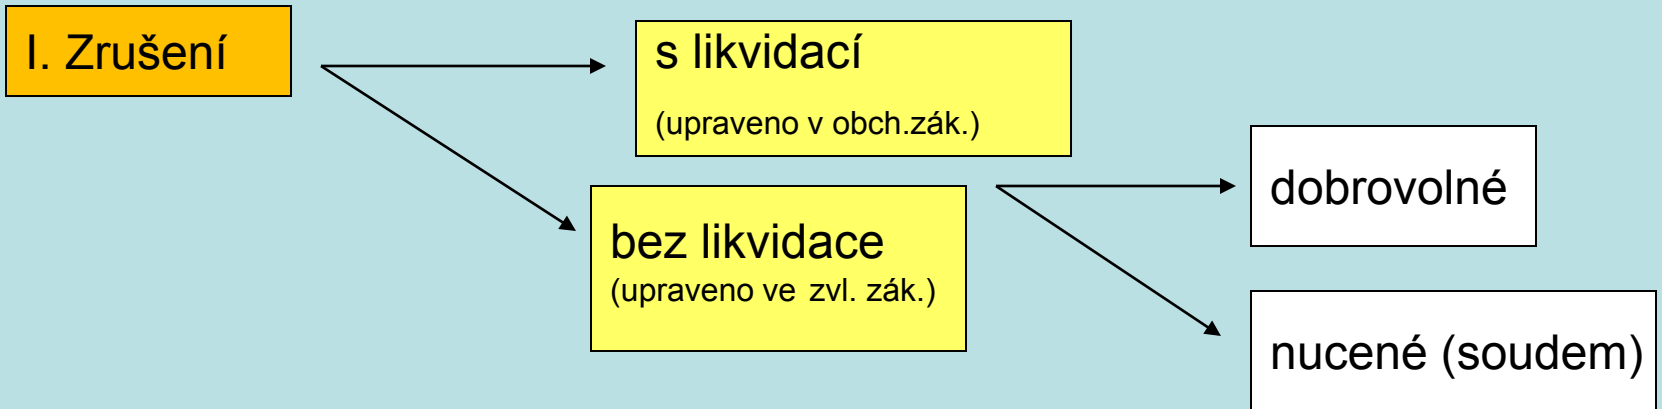 I. Zrušení
s likvidací
(upraveno v obch.zák.)
bez likvidace
(upraveno ve zvl. zák.)
dobrovolné
nucené (soudem)